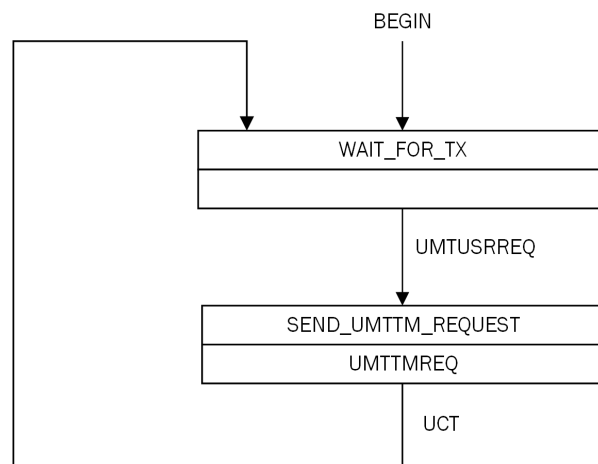 BEGIN
WAIT_FOR_TX
UMTUSRREQ
SEND_UMTTM_REQUEST
UMTTMREQ
UCT